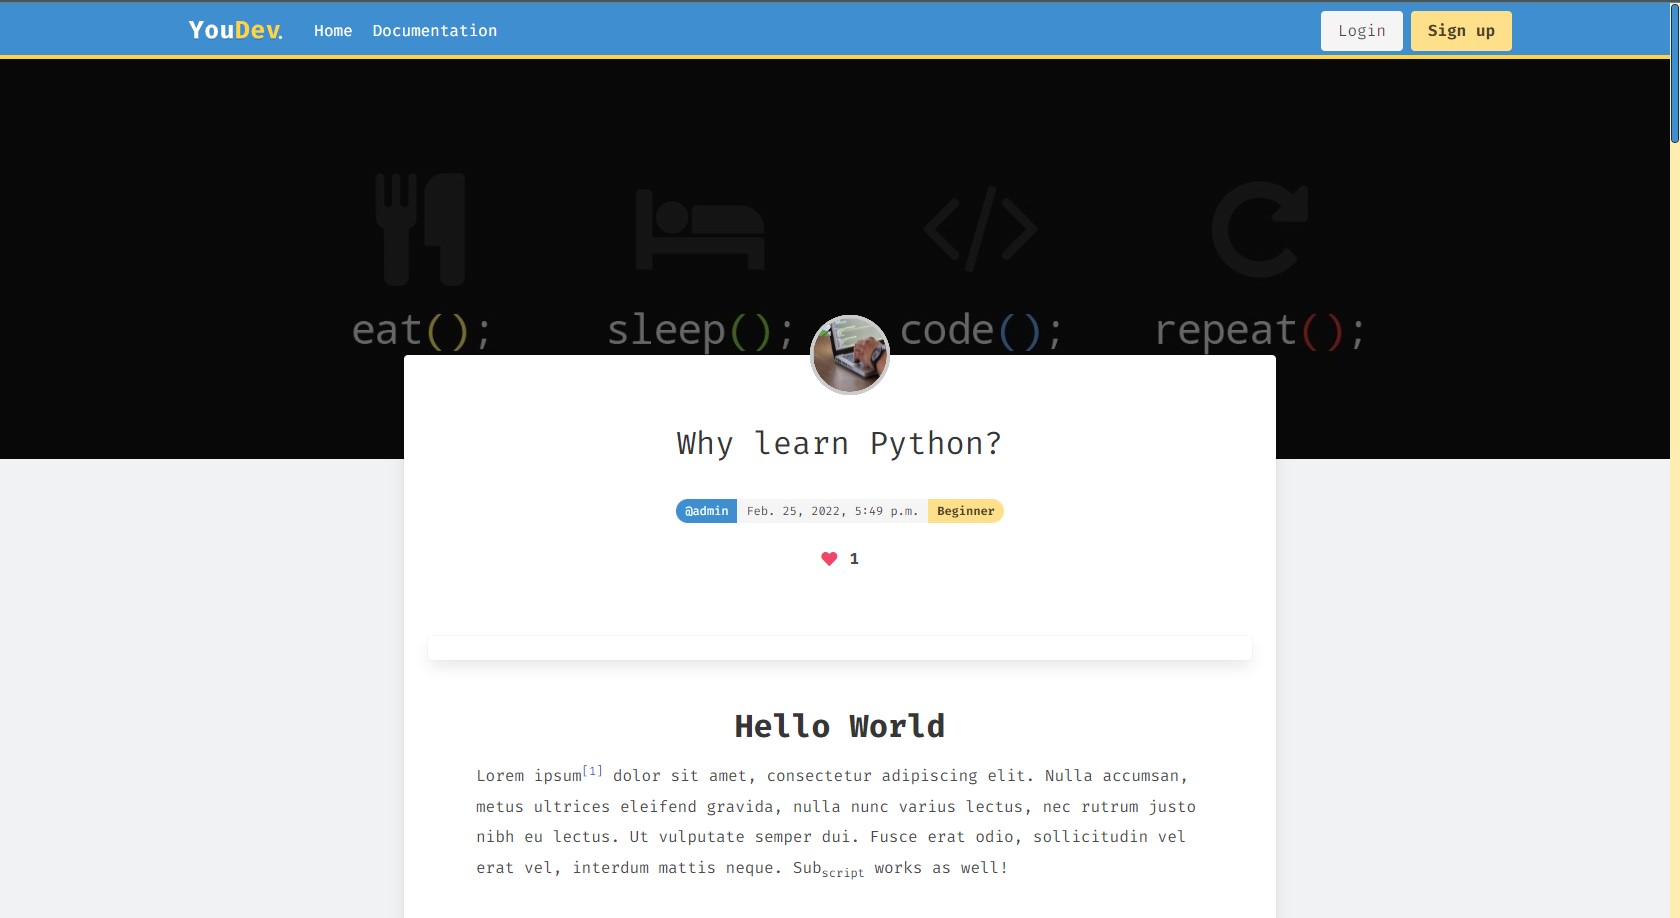 YouDev. Home Documentation Login Sign up
eat(); sleep(); code(); repeat();
Why learn Python?
@admin Feb. 25, 2022, 5:49 p.m. Beginner
1
Hello World
Lorem ipsum[1] dolor sit amet, consectetur adipiscing elit. Nulla accumsan,
metus ultrices eleifend gravida, nulla nunc varius lectus, nec rutrum justo
nibh eu lectus. Ut vulputate semper dui. Fusce erat odio, sollicitudin vel
erat vel, interdum mattis neque. Subscript works as well!